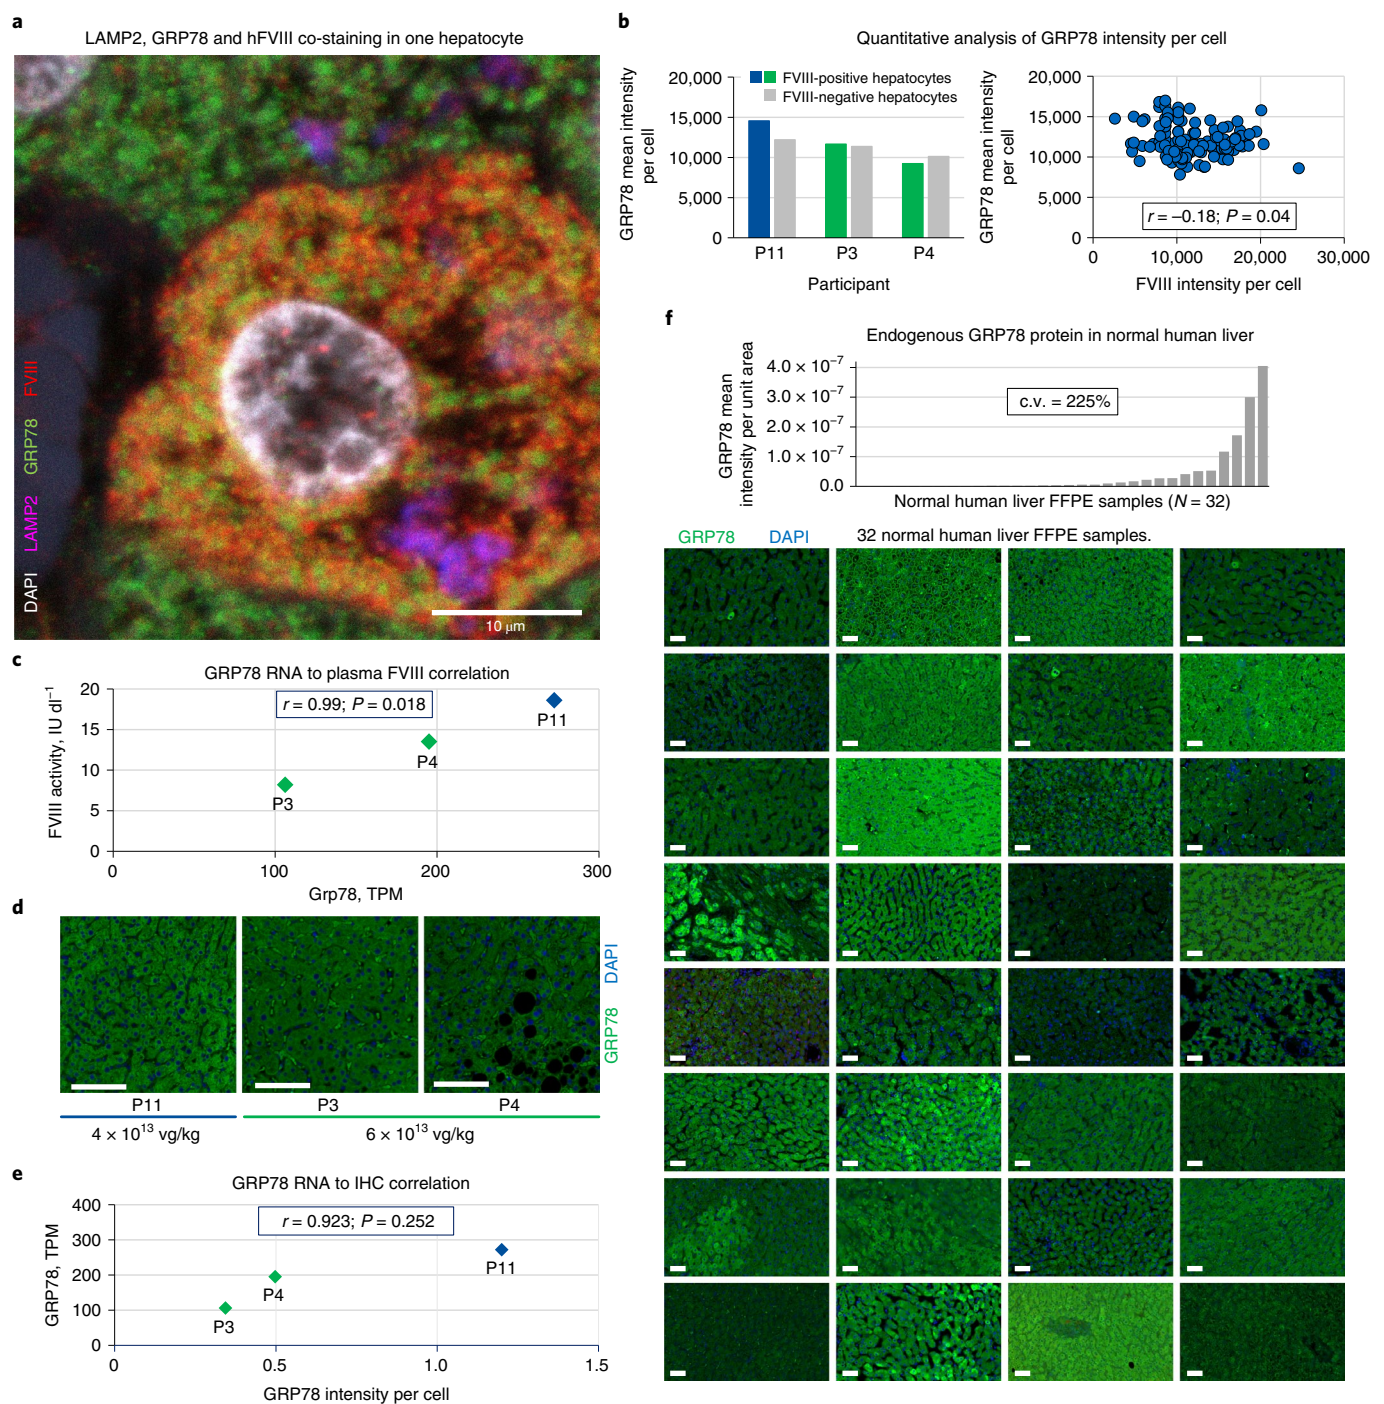 a
LAMP2, GRP78 and hFVIII co-staining in one hepatocyte
DAPI LAMP2 GRP78 FVIII
10 μm
b
Quantitative analysis of GRP78 intensity per cell
GRP78 mean intensity
per cell
20,000
15,000
10,000
5,000
0
FVIII-positive hepatocytes
FVIII-negative hepatocytes
P11 P3 P4
Participant
GRP78 mean intensity
per cell
20,000
15,000
10,000
5,000
0
r = –0.18; P = 0.04
0 10,000 20,000 30,000
FVIII intensity per cell
c
GRP78 RNA to plasma FVIII correlation
FVIII activity, IU dl⁻¹
20
15
10
5
0
r = 0.99; P = 0.018
P11
P4
P3
0 100 200 300
Grp78, TPM
d
GRP78 DAPI
P11 P3 P4
4 × 10¹³ vg/kg 6 × 10¹³ vg/kg
e
GRP78 RNA to IHC correlation
GRP78, TPM
400
300
200
100
0
r = 0.923; P = 0.252
P11
P4
P3
0 0.5 1.0 1.5
GRP78 intensity per cell
f
Endogenous GRP78 protein in normal human liver
GRP78 mean
intensity per unit area
4.0 × 10⁻⁷
3.0 × 10⁻⁷
2.0 × 10⁻⁷
1.0 × 10⁻⁷
0.0
c.v. = 225%
Normal human liver FFPE samples (N = 32)
GRP78 DAPI 32 normal human liver FFPE samples.